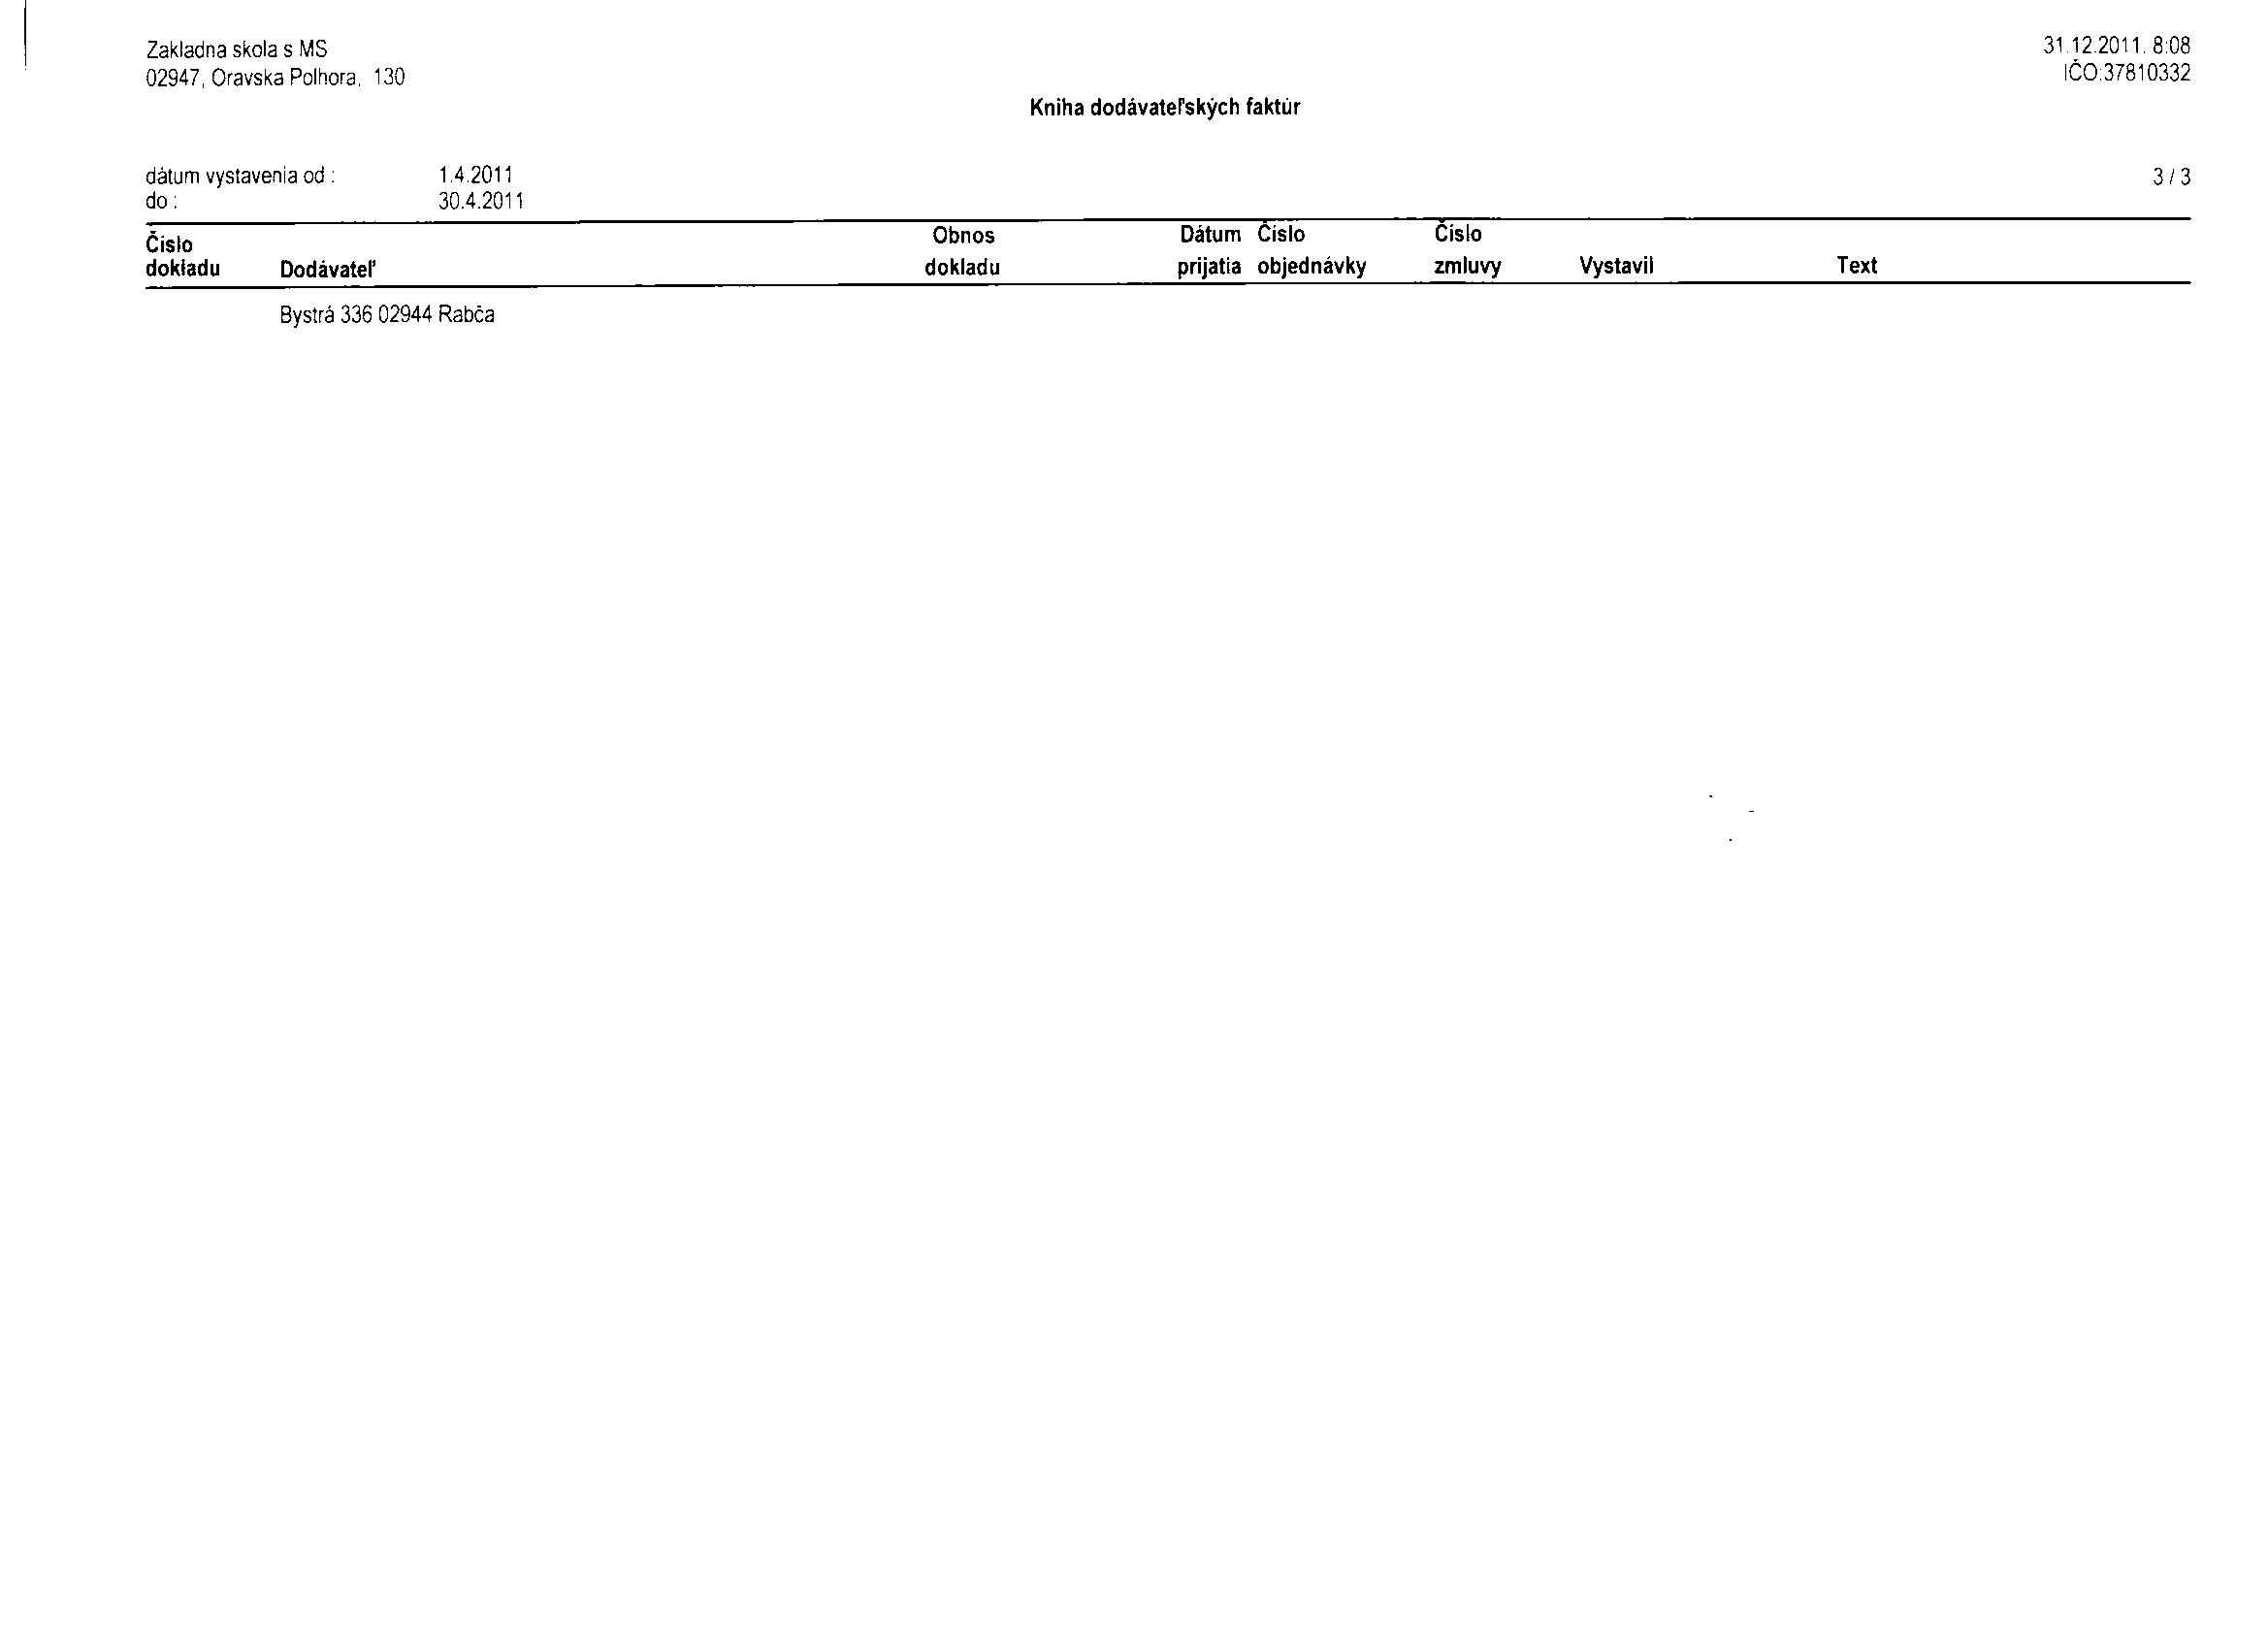 Zakladna skola s MS
31.12.2011. 8:08
02947, Oravska Polhora, 130
IČO:37810332
Kniha dodávateľských faktúr
dátum vystavenia od : 1.4.2011
3 / 3
do : 30.4.2011
Číslo Obnos Dátum Číslo Číslo
dokladu Dodávateľ dokladu prijatia objednávky zmluvy Vystavil Text
Bystrá 336 02944 Rabča